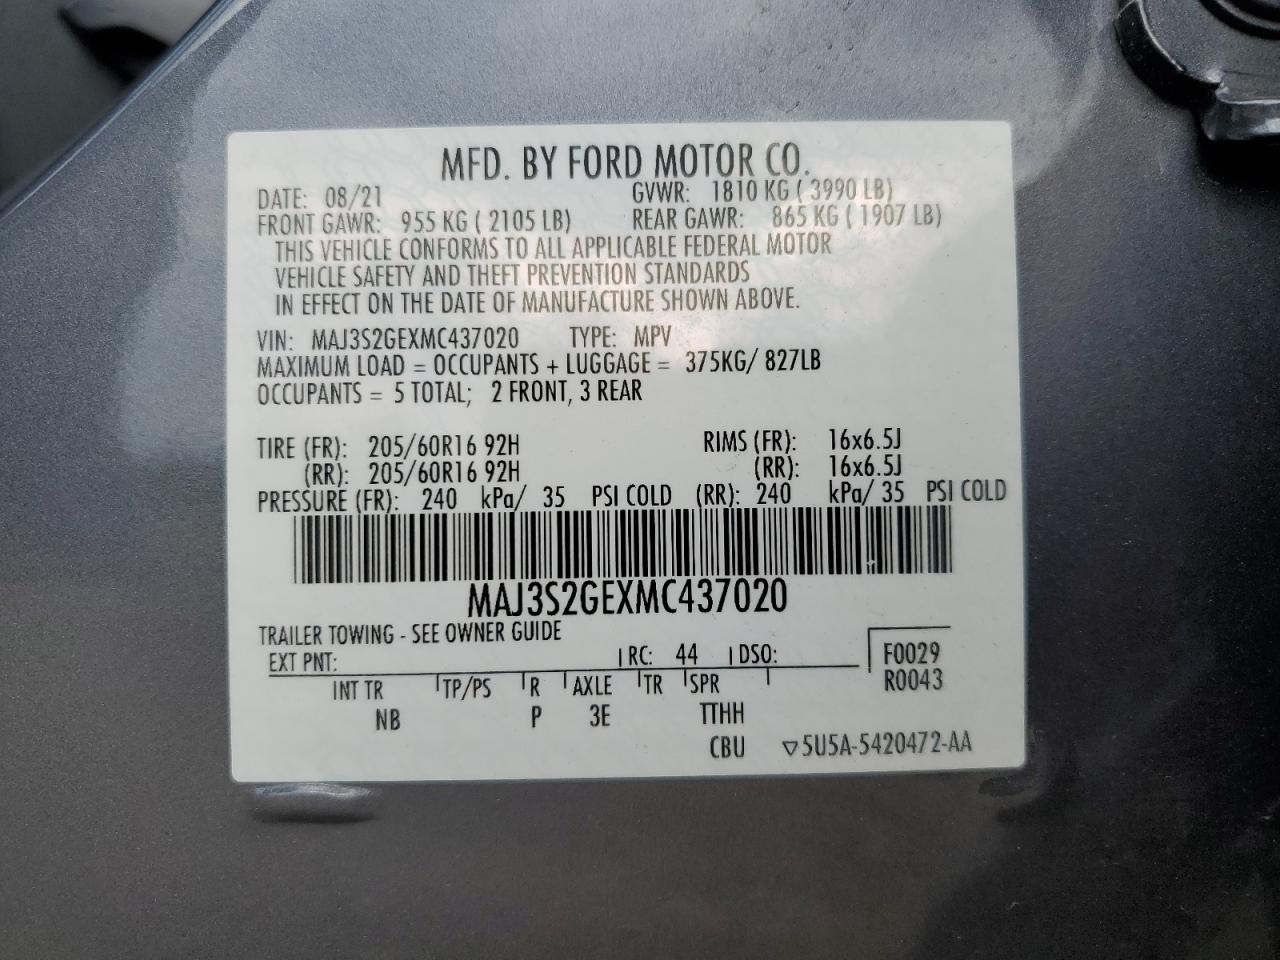 MFD. BY FORD MOTOR CO.
DATE: 08/21 GVWR: 1810 KG ( 3990 LB)
FRONT GAWR: 955 KG ( 2105 LB) REAR GAWR: 865 KG ( 1907 LB)
THIS VEHICLE CONFORMS TO ALL APPLICABLE FEDERAL MOTOR
VEHICLE SAFETY AND THEFT PREVENTION STANDARDS
IN EFFECT ON THE DATE OF MANUFACTURE SHOWN ABOVE.
VIN: MAJ3S2GEXMC437020 TYPE: MPV
MAXIMUM LOAD = OCCUPANTS + LUGGAGE = 375KG/ 827LB
OCCUPANTS = 5 TOTAL; 2 FRONT, 3 REAR
TIRE (FR): 205/60R16 92H RIMS (FR): 16x6.5J
(RR): 205/60R16 92H (RR): 16x6.5J
PRESSURE (FR): 240 kPa/ 35 PSI COLD (RR): 240 kPa/ 35 PSI COLD
MAJ3S2GEXMC437020
TRAILER TOWING - SEE OWNER GUIDE
EXT PNT: RC: 44 DSO: F0029
R0043
INT TR TP/PS R AXLE TR SPR
NB P 3E TTHH
CBU ▽5U5A-5420472-AA